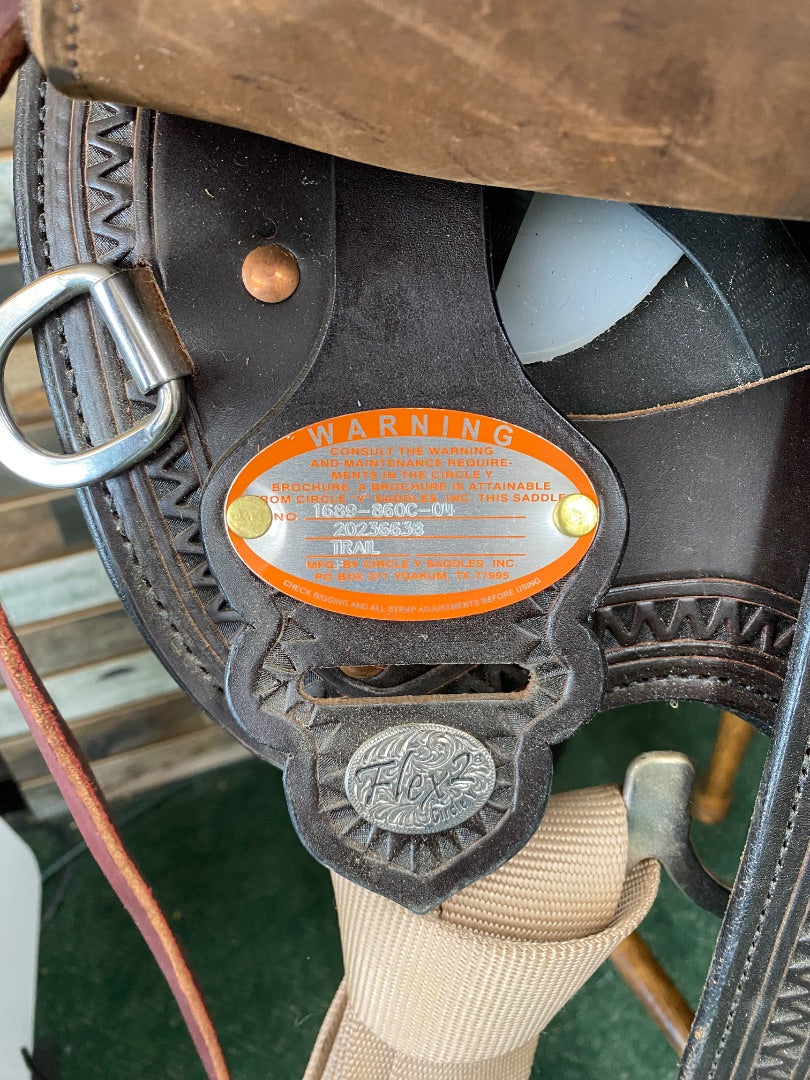 WARNING
CONSULT THE WARNING
AND MAINTENANCE REQUIRE-
MENTS IN THE CIRCLE Y
BROCHURE. A BROCHURE IS ATTAINABLE
FROM CIRCLE "Y" SADDLES, INC. THIS SADDLE
NO. 1689-860C-04
20236638
TRAIL
MFG. BY CIRCLE Y SADDLES, INC.
PO BOX 271 YOAKUM, TX 77995
CHECK RIGGING AND ALL STRAP ADJUSTMENTS BEFORE USING
Flex2
Circle Y